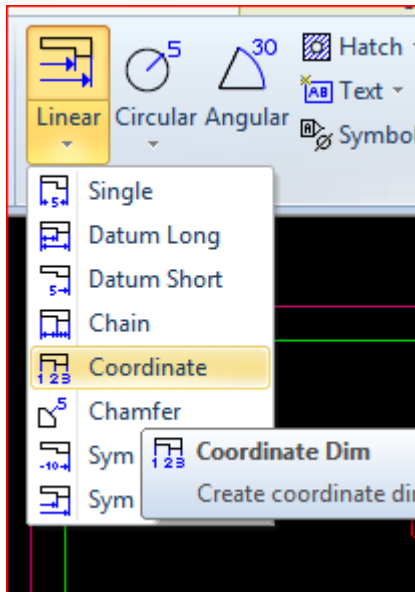 5
30
Hatch
AB Text
Linear Circular Angular
Symbol
Single
Datum Long
Datum Short
Chain
Coordinate
Chamfer
Sym
Coordinate Dim
Sym
Create coordinate